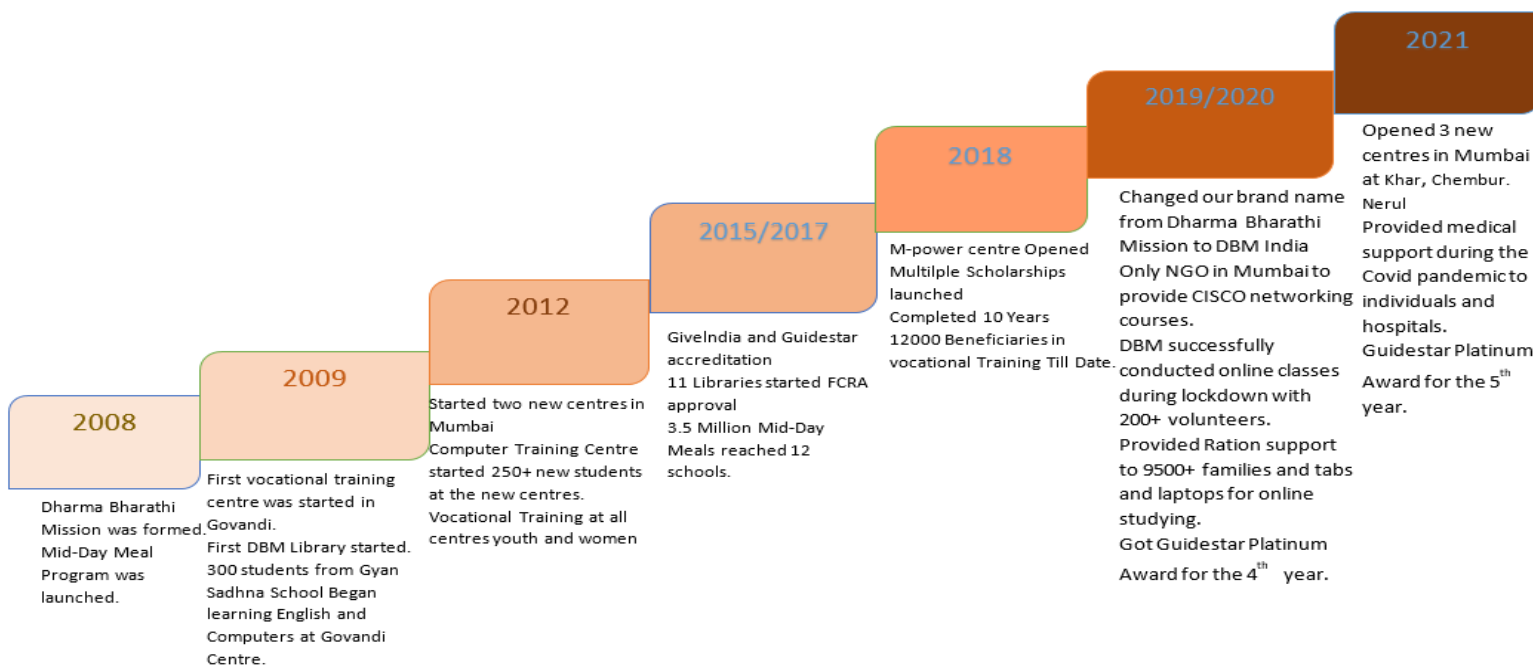 2008
Dharma Bharathi
Mission was formed.
Mid-Day Meal
Program was
launched.
2009
First vocational training
centre was started in
Govandi.
First DBM Library started.
300 students from Gyan
Sadhna School Began
learning English and
Computers at Govandi
Centre.
2012
Started two new centres in
Mumbai
Computer Training Centre
started 250+ new students
at the new centres.
Vocational Training at all
centres youth and women
2015/2017
GiveIndia and Guidestar
accreditation
11 Libraries started FCRA
approval
3.5 Million Mid-Day
Meals reached 12
schools.
2018
M-power centre Opened
Multilple Scholarships
launched
Completed 10 Years
12000 Beneficiaries in
vocational Training Till Date.
2019/2020
Changed our brand name
from Dharma Bharathi
Mission to DBM India
Only NGO in Mumbai to
provide CISCO networking
courses.
DBM successfully
conducted online classes
during lockdown with
200+ volunteers.
Provided Ration support
to 9500+ families and tabs
and laptops for online
studying.
Got Guidestar Platinum
Award for the 4th year.
2021
Opened 3 new
centres in Mumbai
at Khar, Chembur.
Nerul
Provided medical
support during the
Covid pandemic to
individuals and
hospitals.
Guidestar Platinum
Award for the 5th
year.